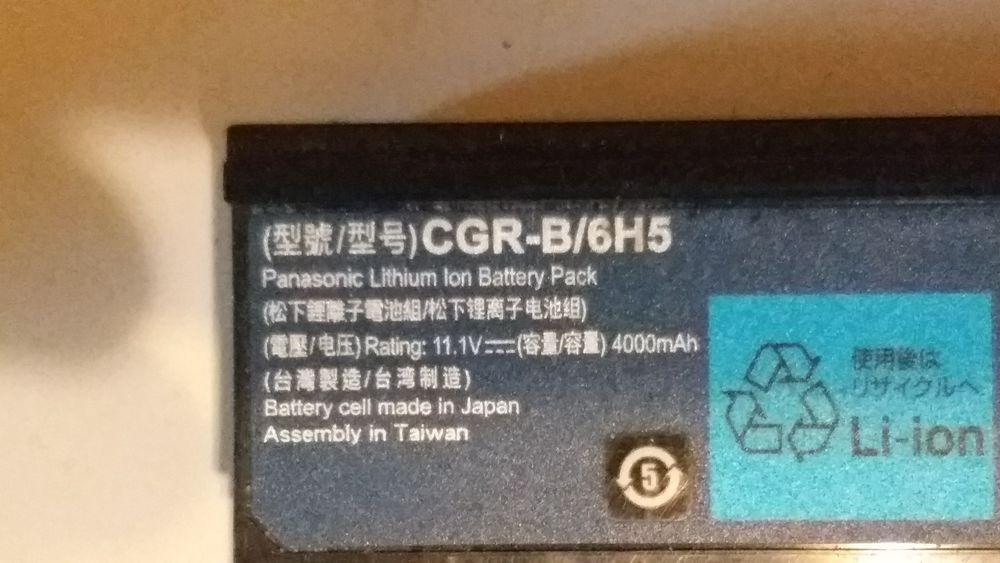 (型號/型号)CGR-B/6H5
Panasonic Lithium Ion Battery Pack
(松下鋰離子電池組/松下锂离子电池组)
(電壓/电压) Rating: 11.1V⎓(容量/容量) 4000mAh
(台灣製造/台湾制造)
Battery cell made in Japan
Assembly in Taiwan
5
使用後は
リサイクルへ
Li-ion